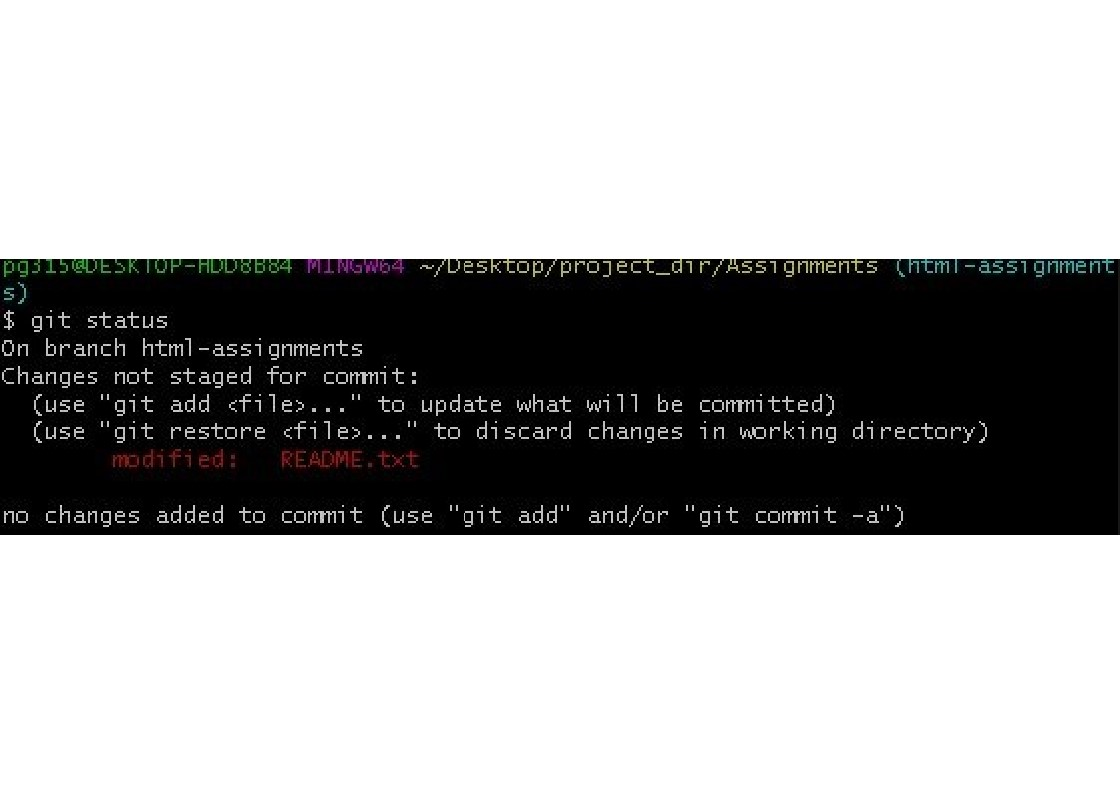 pg315@DESKTOP-HDD8B84 MINGW64 ~/Desktop/project_dir/Assignments (html-assignment
s)
$ git status
On branch html-assignments
Changes not staged for commit:
  (use "git add <file>..." to update what will be committed)
  (use "git restore <file>..." to discard changes in working directory)
        modified:   README.txt

no changes added to commit (use "git add" and/or "git commit -a")